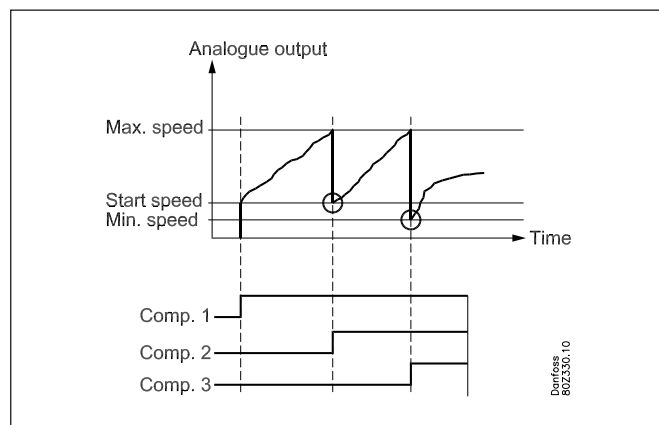 Analogue output
Max. speed
Start speed
Min. speed
Time
Comp. 1
Comp. 2
Comp. 3
Danfoss
80Z330.10